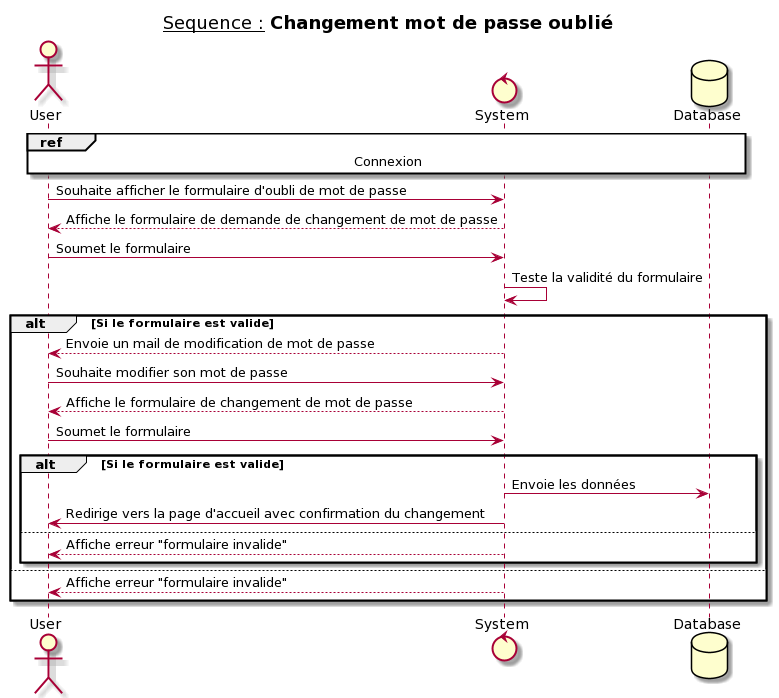 Sequence : Changement mot de passe oublié
User
System
Database
ref
Connexion
Souhaite afficher le formulaire d'oubli de mot de passe
Affiche le formulaire de demande de changement de mot de passe
Soumet le formulaire
Teste la validité du formulaire
alt [Si le formulaire est valide]
Envoie un mail de modification de mot de passe
Souhaite modifier son mot de passe
Affiche le formulaire de changement de mot de passe
Soumet le formulaire
alt [Si le formulaire est valide]
Envoie les données
Redirige vers la page d'accueil avec confirmation du changement
Affiche erreur "formulaire invalide"
Affiche erreur "formulaire invalide"
User
System
Database